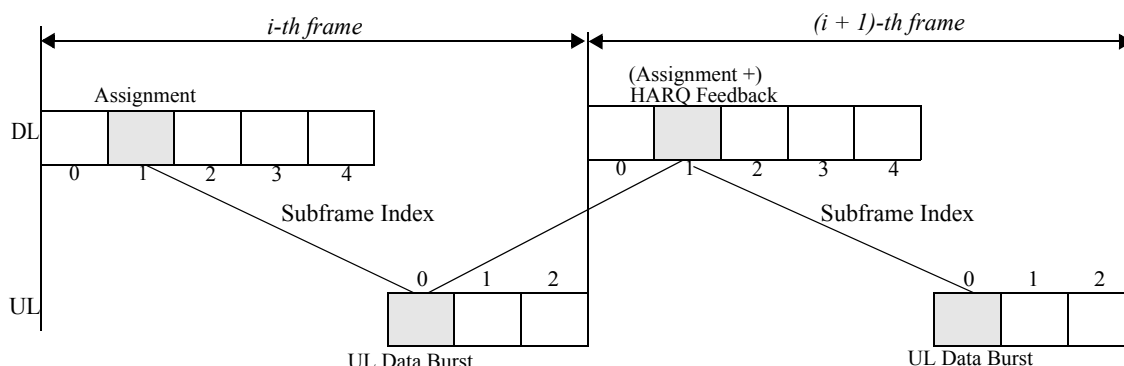 i-th frame
(i + 1)-th frame
Assignment
(Assignment +)
HARQ Feedback
DL
0 1 2 3 4
0 1 2 3 4
Subframe Index
Subframe Index
0 1 2
0 1 2
UL
UL Data Burst
UL Data Burst